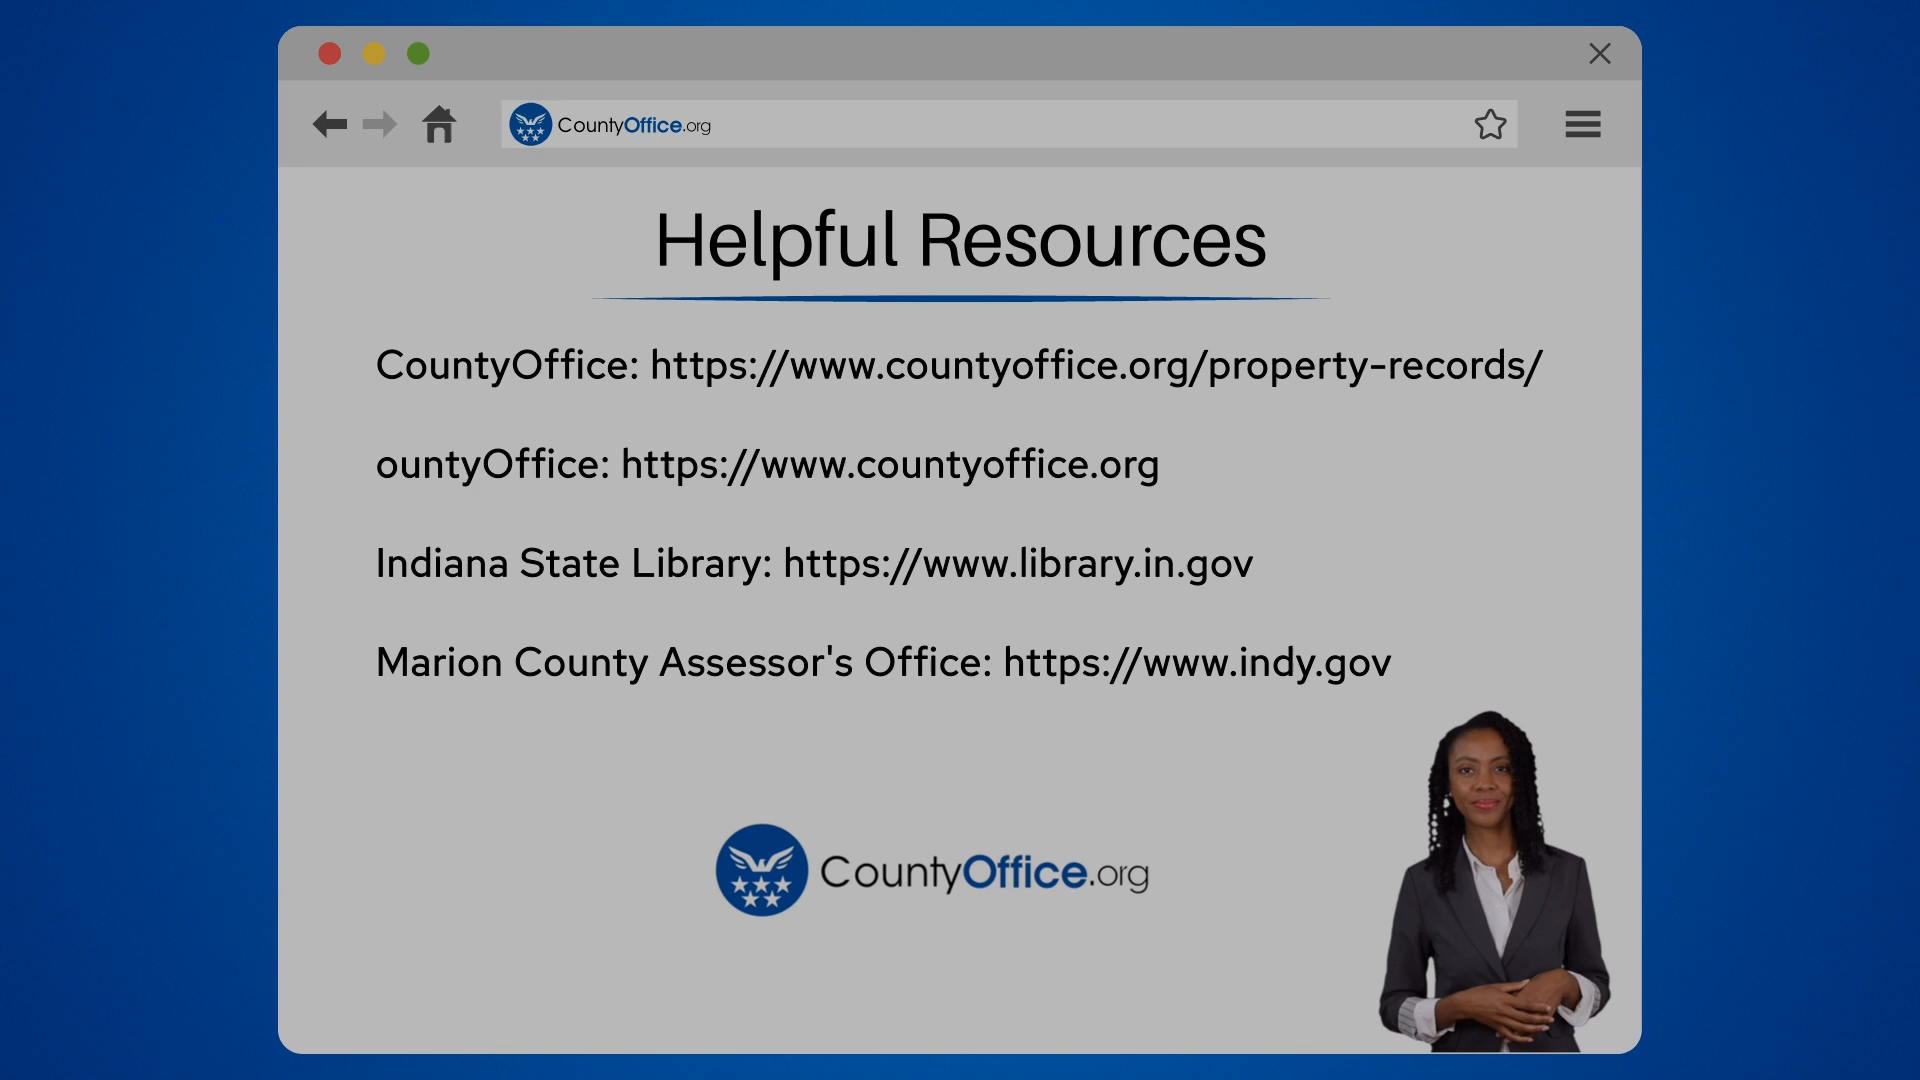 CountyOffice.org
Helpful Resources
CountyOffice: https://www.countyoffice.org/property-records/
ountyOffice: https://www.countyoffice.org
Indiana State Library: https://www.library.in.gov
Marion County Assessor's Office: https://www.indy.gov
CountyOffice.org